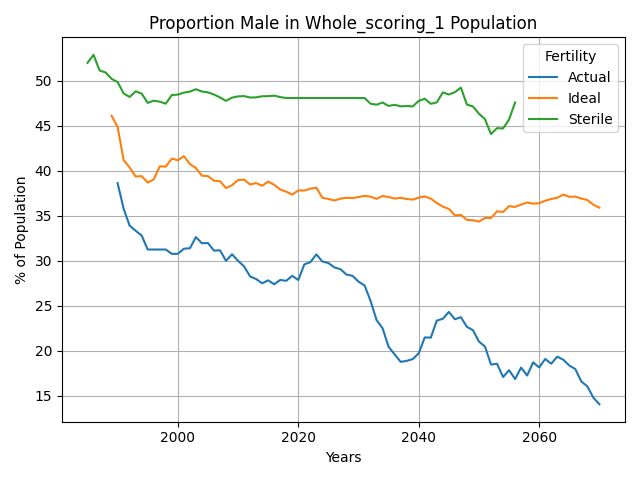 Proportion Male in Whole_scoring_1 Population
Fertility
Actual
Ideal
Sterile
% of Population
50
45
40
35
30
25
20
15
2000
2020
2040
2060
Years